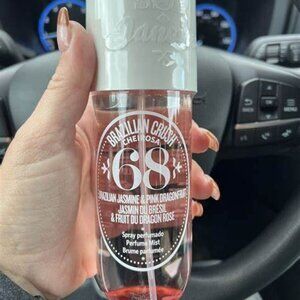 BRAZILIAN CRUSH
CHEIROSA
'68
BRAZILIAN JASMINE & PINK DRAGONFRUIT
JASMIN DU BRÉSIL
& FRUIT DU DRAGON ROSE
Spray perfumado
Perfume Mist
Brume parfumée